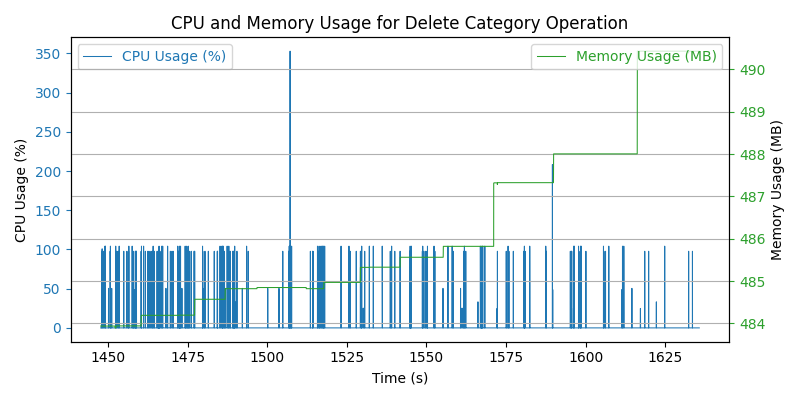 CPU and Memory Usage for Delete Category Operation
CPU Usage (%)
Memory Usage (MB)
350
300
250
200
150
100
50
0
CPU Usage (%)
490
489
488
487
486
485
484
Memory Usage (MB)
1450 1475 1500 1525 1550 1575 1600 1625
Time (s)